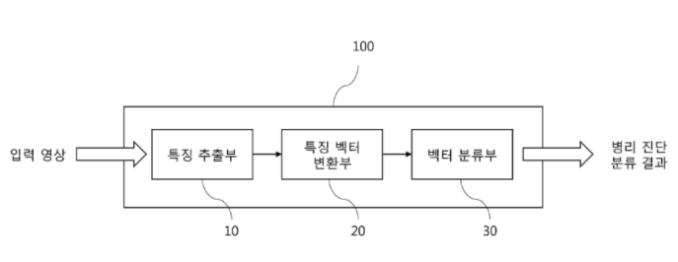 100
입력 영상
특징 추출부
특징 벡터
변환부
벡터 분류부
병리 진단
분류 결과
10
20
30